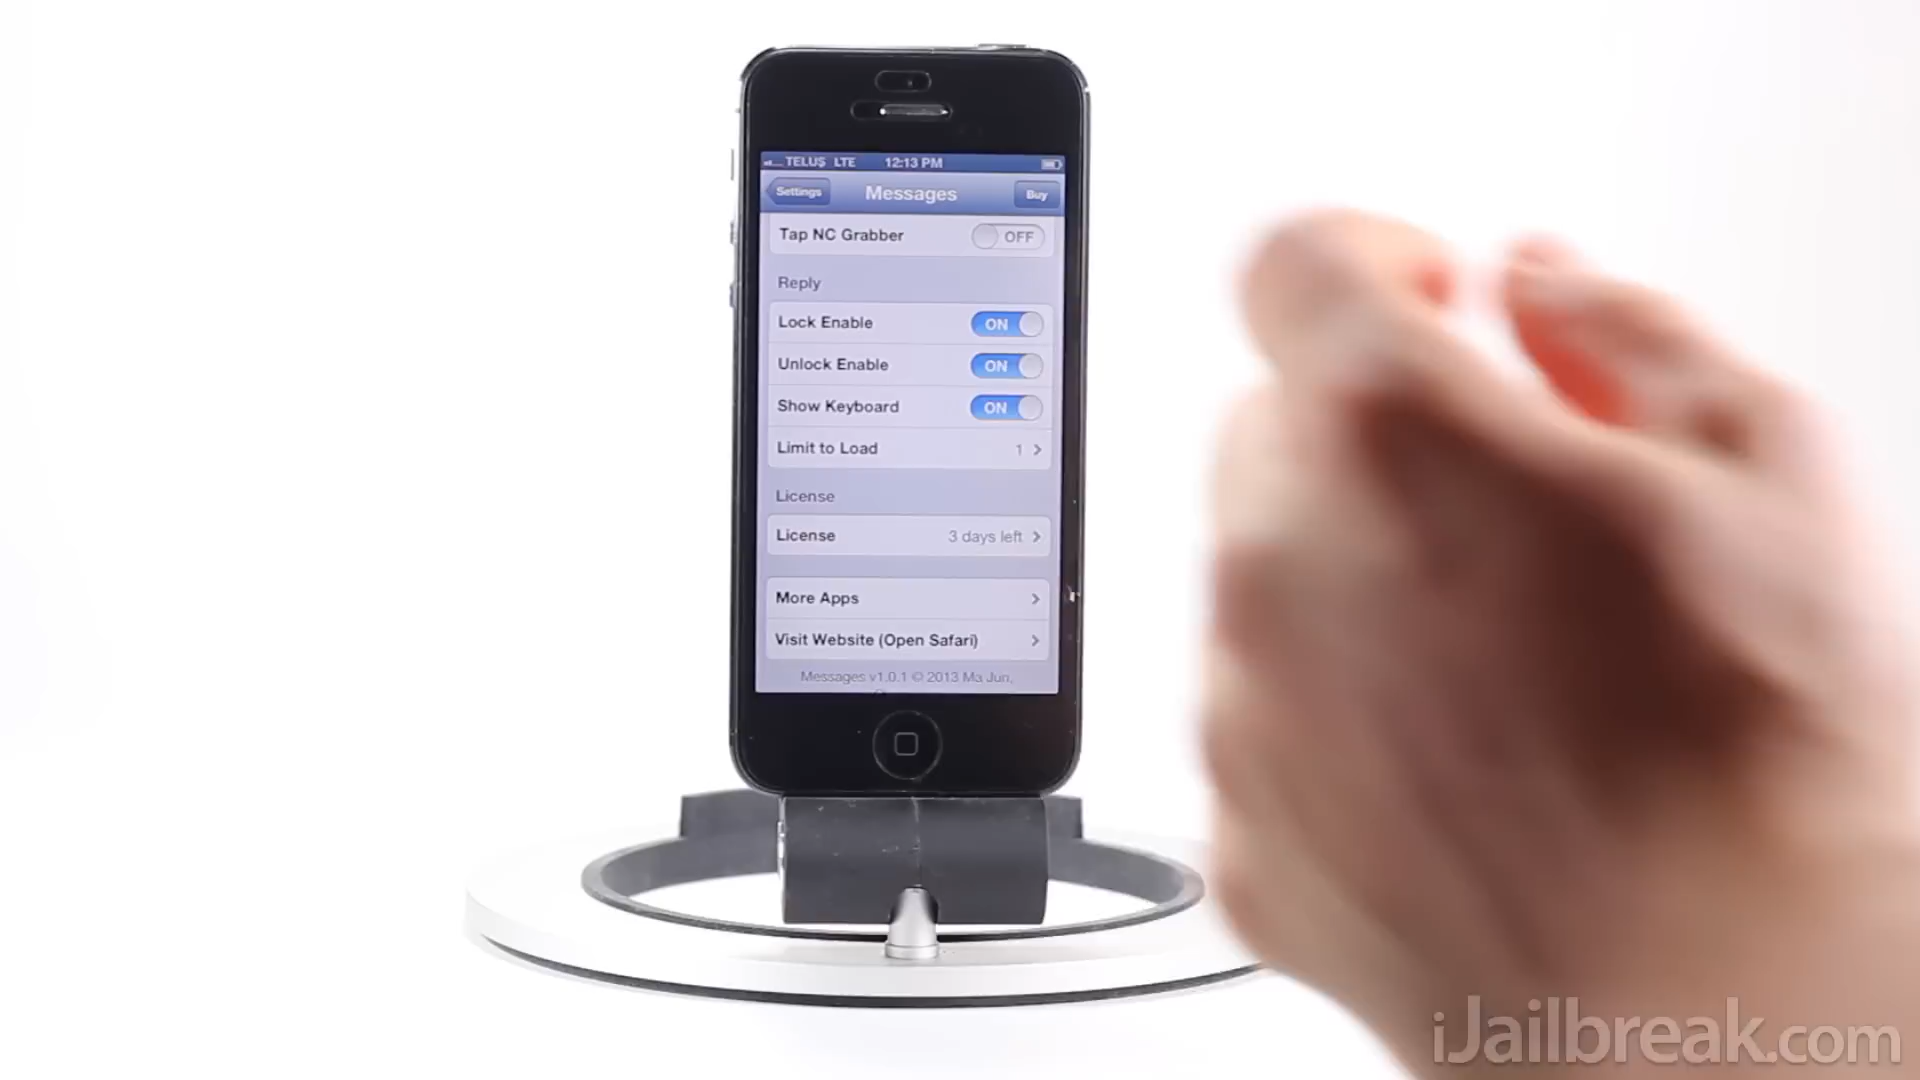 TELUS LTE 12:13 PM
Settings Messages Buy
Tap NC Grabber OFF
Reply
Lock Enable ON
Unlock Enable ON
Show Keyboard ON
Limit to Load 1
License
License 3 days left
More Apps
Visit Website (Open Safari)
Messages v1.0.1 © 2013 Ma Jun,
iJailbreak.com